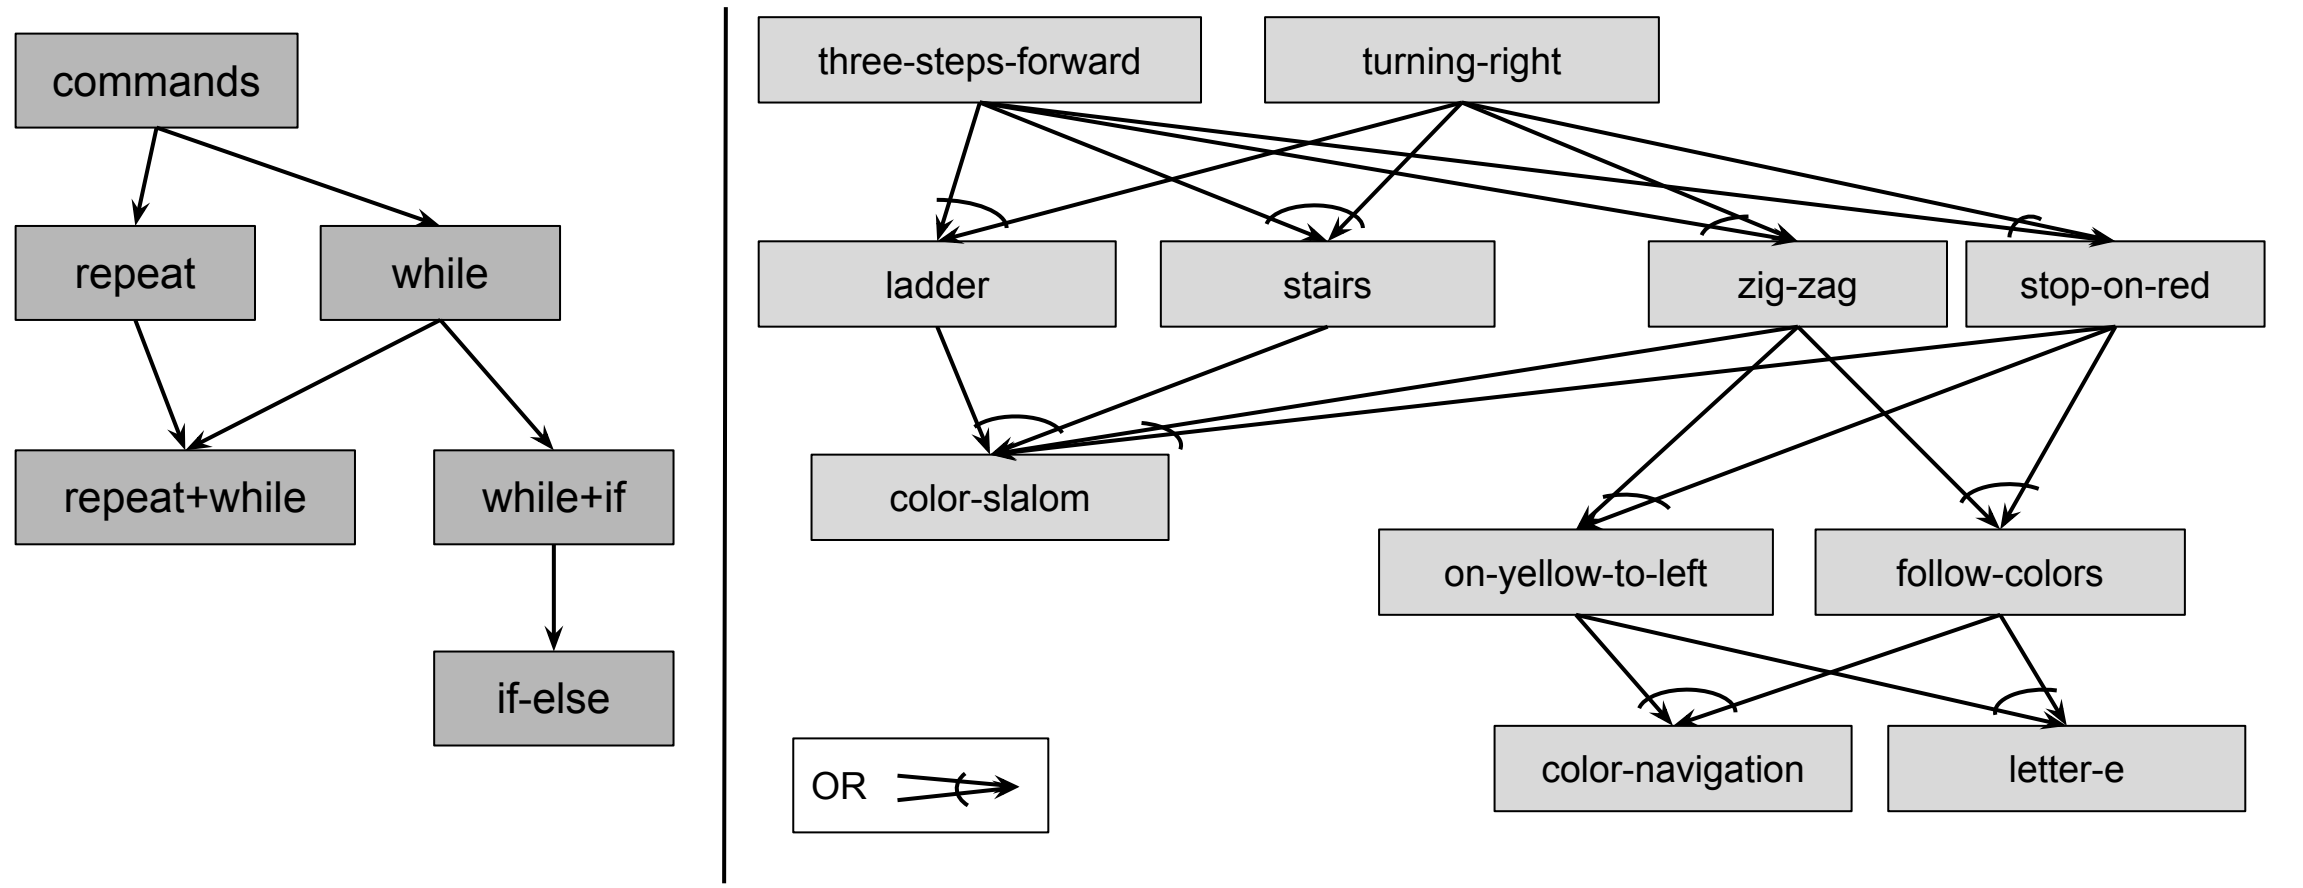 commands
repeat
while
repeat+while
while+if
if-else
three-steps-forward
turning-right
ladder
stairs
zig-zag
stop-on-red
color-slalom
on-yellow-to-left
follow-colors
color-navigation
letter-e
OR